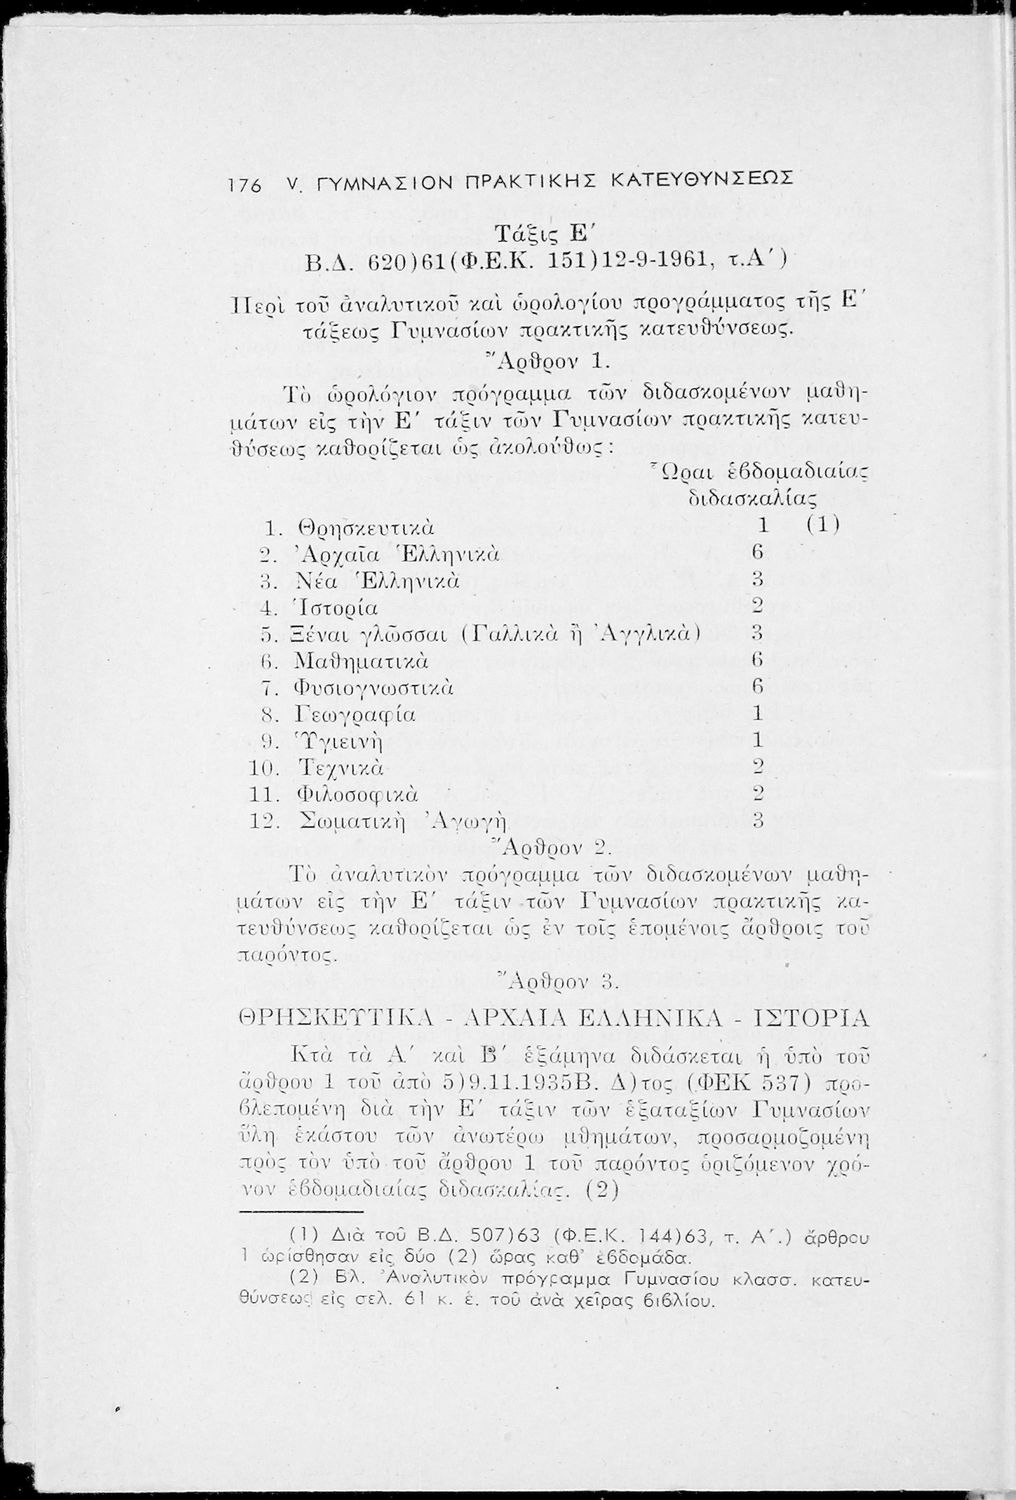 176 V. ΓΥΜΝΑΣΙΟΝ ΠΡΑΚΤΙΚΗΣ ΚΑΤΕΥΘΥΝΣΕΩΣ
Τάξις Ε΄
Β.Δ. 620)61(Φ.Ε.Κ. 151)12-9-1961, τ.Α΄)
Περὶ τοῦ ἀναλυτικοῦ καὶ ὡρολογίου προγράμματος τῆς Ε΄
τάξεως Γυμνασίων πρακτικῆς κατευθύνσεως.
Ἄρθρον 1.
Τὸ ὡρολόγιον πρόγραμμα τῶν διδασκομένων μαθη-
μάτων εἰς τὴν Ε΄ τάξιν τῶν Γυμνασίων πρακτικῆς κατευ-
θύσεως καθορίζεται ὡς ἀκολούθως:
Ὧραι ἑβδομαδιαίας
διδασκαλίας
1. Θρησκευτικὰ 1 (1)
2. Ἀρχαῖα Ἑλληνικὰ 6
3. Νέα Ἑλληνικὰ 3
4. Ἱστορία 2
5. Ξέναι γλῶσσαι (Γαλλικὰ ἢ Ἀγγλικὰ) 3
6. Μαθηματικὰ 6
7. Φυσιογνωστικὰ 6
8. Γεωγραφία 1
9. Ὑγιεινὴ 1
10. Τεχνικὰ 2
11. Φιλοσοφικὰ 2
12. Σωματικὴ Ἀγωγὴ 3
Ἄρθρον 2.
Τὸ ἀναλυτικὸν πρόγραμμα τῶν διδασκομένων μαθη-
μάτων εἰς τὴν Ε΄ τάξιν τῶν Γυμνασίων πρακτικῆς κα-
τευθύνσεως καθορίζεται ὡς ἐν τοῖς ἑπομένοις ἄρθροις τοῦ
παρόντος.
Ἄρθρον 3.
ΘΡΗΣΚΕΥΤΙΚΑ - ΑΡΧΑΙΑ ΕΛΛΗΝΙΚΑ - ΙΣΤΟΡΙΑ
Κτὰ τὰ Α΄ καὶ Β΄ ἑξάμηνα διδάσκεται ἡ ὑπὸ τοῦ
ἄρθρου 1 τοῦ ἀπὸ 5)9.11.1935Β. Δ)τος (ΦΕΚ 537) προ-
βλεπομένη διὰ τὴν Ε΄ τάξιν τῶν ἑξαταξίων Γυμνασίων
ὕλη ἑκάστου τῶν ἀνωτέρω μθημάτων, προσαρμοζομένη
πρὸς τὸν ὑπὸ τοῦ ἄρθρου 1 τοῦ παρόντος ὁριζόμενον χρό-
νον ἑβδομαδιαίας διδασκαλίας. (2)
(1) Διὰ τοῦ Β.Δ. 507)63 (Φ.Ε.Κ. 144)63, τ. Α΄.) ἄρθρου
1 ὡρίσθησαν εἰς δύο (2) ὥρας καθ' ἑβδομάδα.
(2) Βλ. Ἀναλυτικὸν πρόγραμμα Γυμνασίου κλασσ. κατευ-
θύνσεως εἰς σελ. 61 κ. ἑ. τοῦ ἀνὰ χεῖρας βιβλίου.